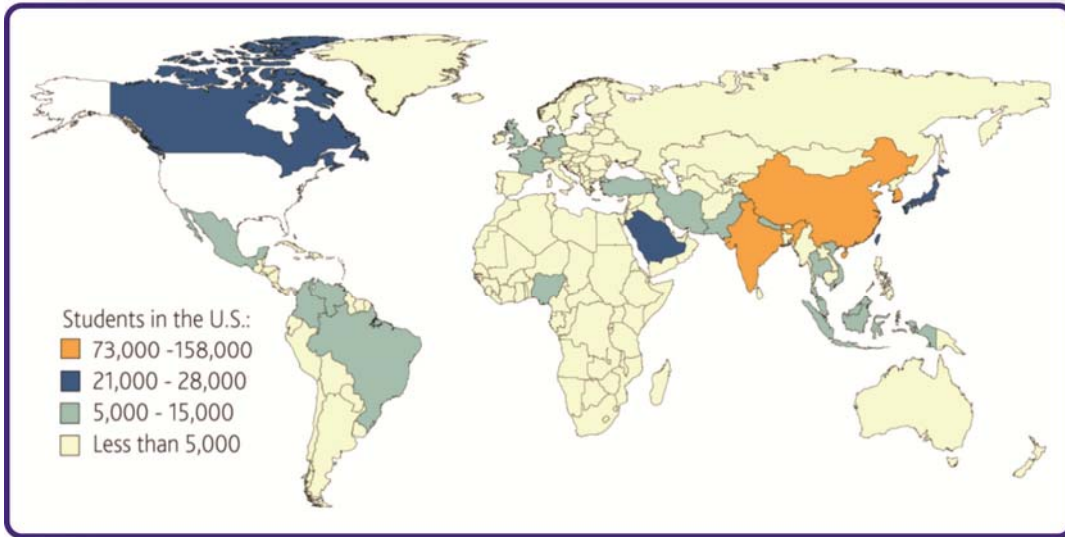 Students in the U.S.:
73,000 -158,000
21,000 - 28,000
5,000 - 15,000
Less than 5,000